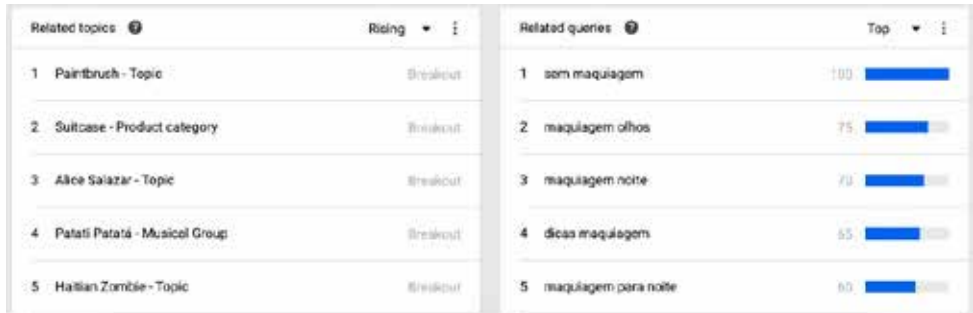 Related topics
Rising
1 Paintbrush - Topic Breakout
2 Suitcase - Product category Breakout
3 Alice Salazar - Topic Breakout
4 Patati Patatá - Musical Group Breakout
5 Haitian Zombie - Topic Breakout
Related queries
Top
1 sem maquiagem 100
2 maquiagem olhos 75
3 maquiagem noite 70
4 dicas maquiagem 65
5 maquiagem para noite 60